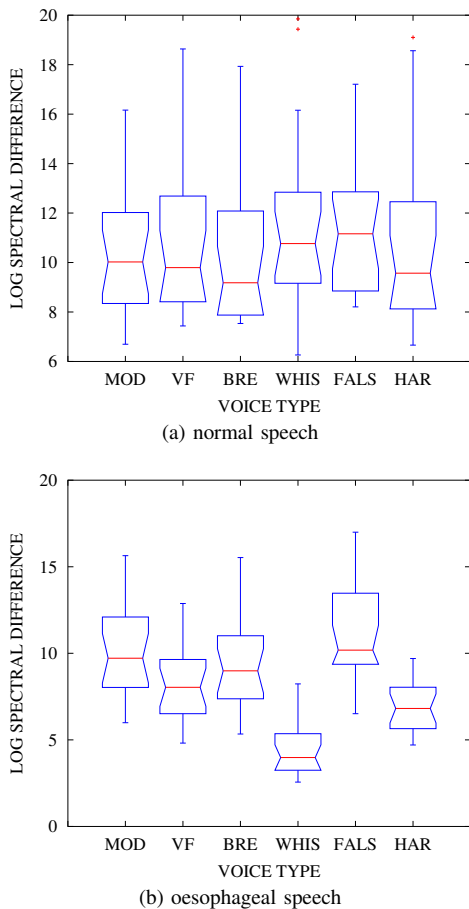 20
18
16
14
12
10
8
6
LOG SPECTRAL DIFFERENCE
MOD VF BRE WHIS FALS HAR
VOICE TYPE
(a) normal speech
20
15
10
5
0
LOG SPECTRAL DIFFERENCE
MOD VF BRE WHIS FALS HAR
VOICE TYPE
(b) oesophageal speech